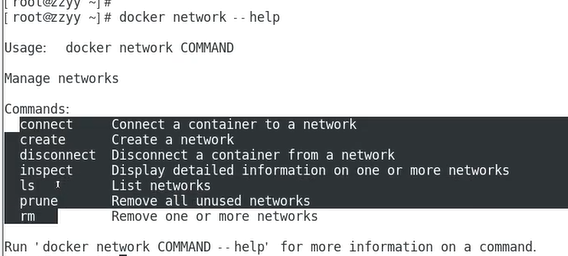 [root@zzyy ~]#
[root@zzyy ~]# docker network --help
Usage:  docker network COMMAND
Manage networks
Commands:
  connect     Connect a container to a network
  create      Create a network
  disconnect  Disconnect a container from a network
  inspect     Display detailed information on one or more networks
  ls          List networks
  prune       Remove all unused networks
  rm          Remove one or more networks
Run 'docker network COMMAND --help' for more information on a command.